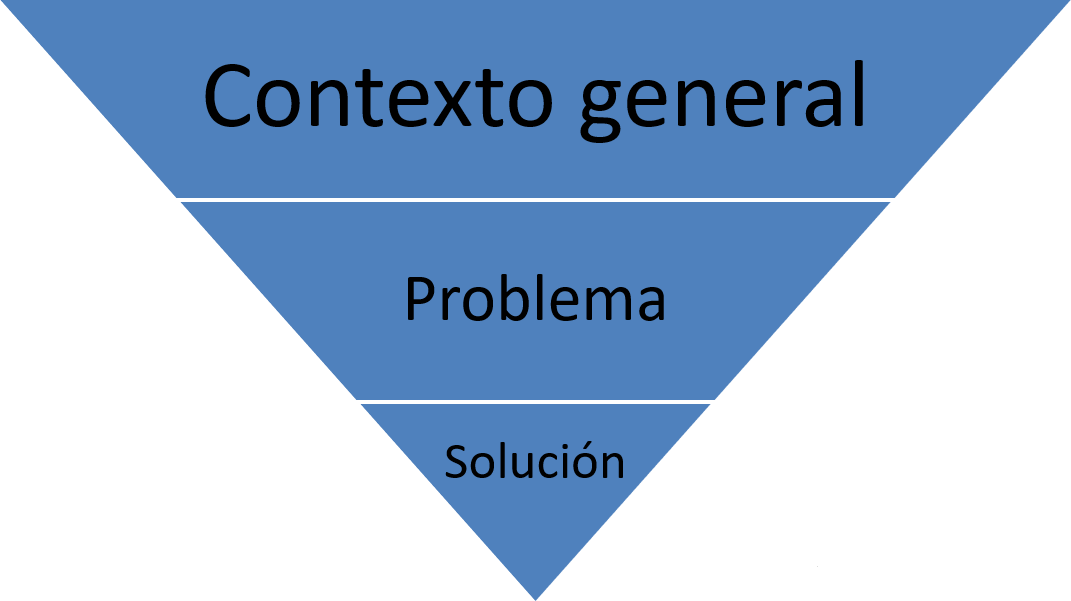 Contexto general
Problema
Solución